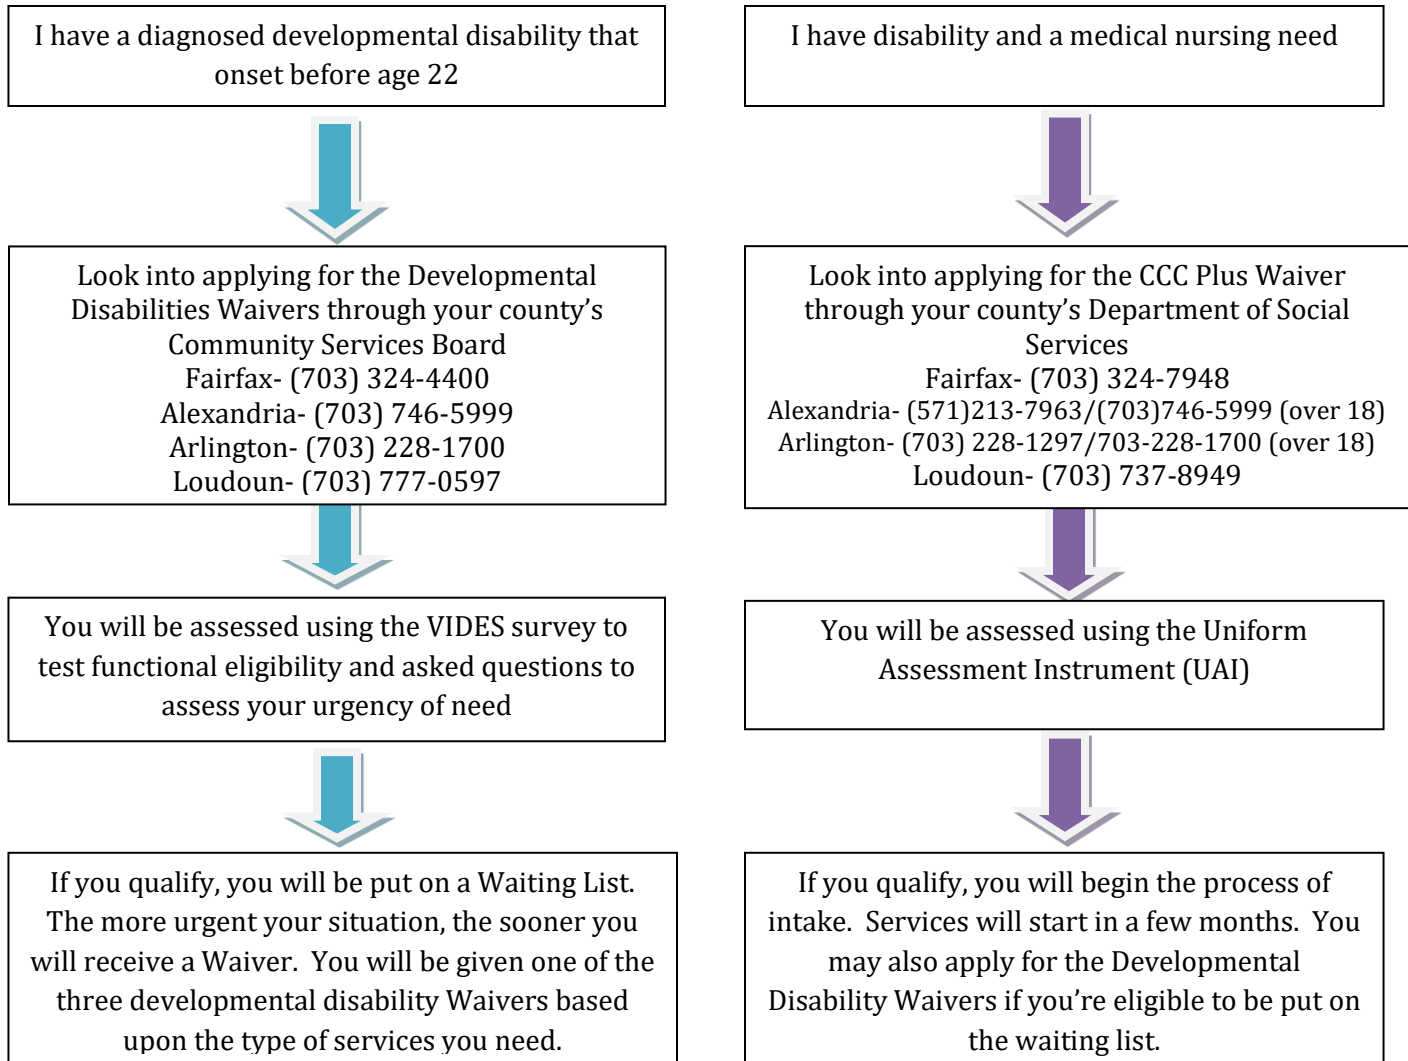 I have a diagnosed developmental disability that
onset before age 22
Look into applying for the Developmental
Disabilities Waivers through your county’s
Community Services Board
Fairfax- (703) 324-4400
Alexandria- (703) 746-5999
Arlington- (703) 228-1700
Loudoun- (703) 777-0597
You will be assessed using the VIDES survey to
test functional eligibility and asked questions to
assess your urgency of need
If you qualify, you will be put on a Waiting List.
The more urgent your situation, the sooner you
will receive a Waiver.  You will be given one of the
three developmental disability Waivers based
upon the type of services you need.
I have disability and a medical nursing need
Look into applying for the CCC Plus Waiver
through your county’s Department of Social
Services
Fairfax- (703) 324-7948
Alexandria- (571)213-7963/(703)746-5999 (over 18)
Arlington- (703) 228-1297/703-228-1700 (over 18)
Loudoun- (703) 737-8949
You will be assessed using the Uniform
Assessment Instrument (UAI)
If you qualify, you will begin the process of
intake.  Services will start in a few months.  You
may also apply for the Developmental
Disability Waivers if you’re eligible to be put on
the waiting list.